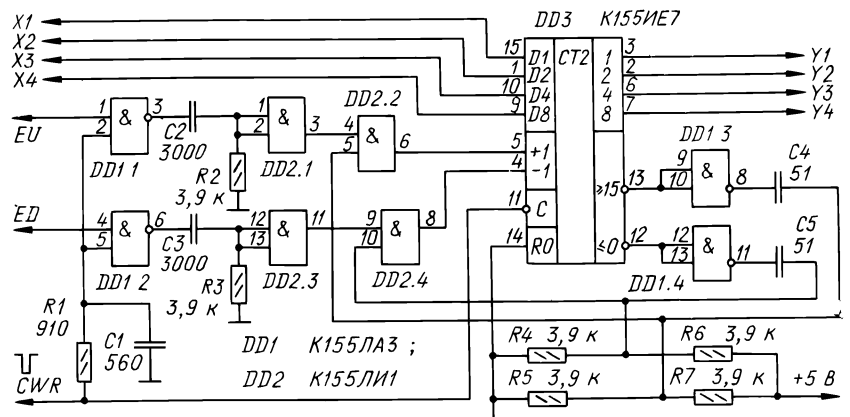 X1
X2
X3
X4
DD3 К155ИЕ7
15 D1 CT2 1 3 Y1
1 D2 2 2 Y2
10 D4 4 6 Y3
9 D8 8 7 Y4
5 +1
4 -1
11 C
14 R0
≥15 13
≤0 12
EU
1 & 3
2
DD1 1
C2
3000
R2
3,9 к
1 & 3
2
DD2.1
DD2.2
4 & 6
5
ED
4 & 6
5
DD1 2
C3
3000
R3
3,9 к
12 & 11
13
DD2.3
9 & 8
10
DD2.4
DD1 3
9 & 8
10
C4
51
12 & 11
13
DD1.4
C5
51
R1
910
C1
560
CWR
DD1 К155ЛА3 ;
DD2 К155ЛИ1
R4 3,9 к
R6 3,9 к
R5 3,9 к
R7 3,9 к
+5 В